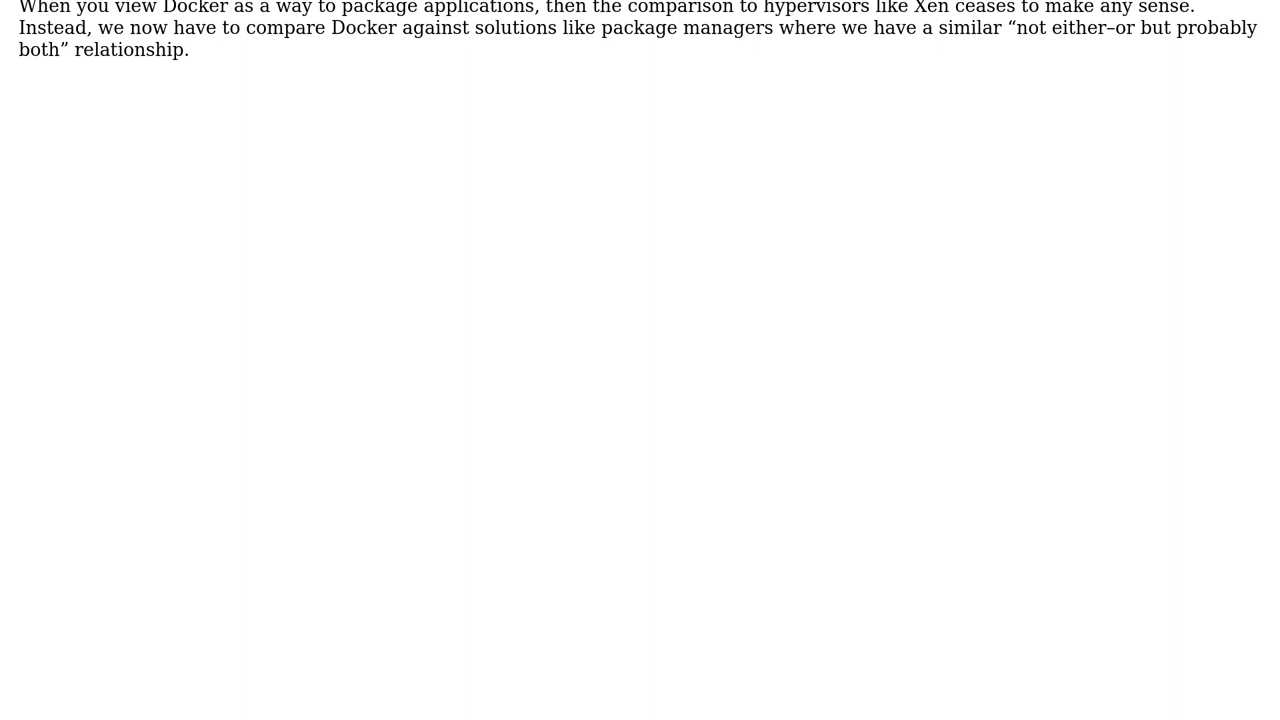 When you view Docker as a way to package applications, then the comparison to hypervisors like Xen ceases to make any sense.
Instead, we now have to compare Docker against solutions like package managers where we have a similar “not either–or but probably
both” relationship.